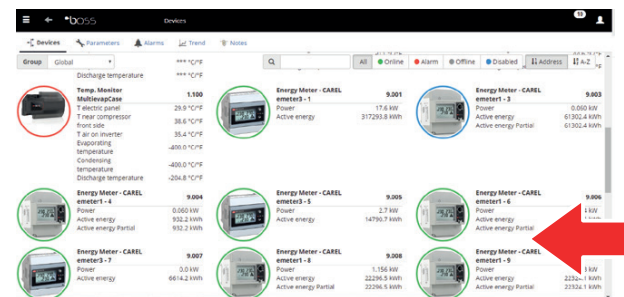 boss
Devices
10
Devices Parameters Alarms Trend Notes
Group Global
All Online Alarm Offline Disabled Address A-Z
*** °C/°F
Discharge temperature *** °C/°F
Temp. Monitor 1.100
MultievapCase
T electric panel 29.9 °C/°F
T near compressor
front side 38.6 °C/°F
T air on inverter 35.4 °C/°F
Evaporating
temperature -400.0 °C/°F
Condensing
temperature -400.0 °C/°F
Discharge temperature -204.8 °C/°F
Energy Meter - CAREL 9.001
emeter3 - 1
Power 17.6 kW
Active energy 317293.8 kWh
Energy Meter - CAREL 9.003
emeter1 - 3
Power 0.060 kW
Active energy 61302.4 kWh
Active energy Partial 61302.4 kWh
Energy Meter - CAREL 9.004
emeter1 - 4
Power 0.060 kW
Active energy 932.2 kWh
Active energy Partial 932.2 kWh
Energy Meter - CAREL 9.005
emeter3 - 5
Power 2.7 kW
Active energy 14790.7 kWh
Energy Meter - CAREL 9.006
emeter1 - 6
Power kW
Active energy
Active energy Partial
Energy Meter - CAREL 9.007
emeter3 - 7
Power 0.0 kW
Active energy 6614.2 kWh
Energy Meter - CAREL 9.008
emeter1 - 8
Power 1.156 kW
Active energy 22296.5 kWh
Active energy Partial 22296.5 kWh
Energy Meter - CAREL
emeter1 - 9
Power kW
Active energy
Active energy Partial 22324.1 kWh